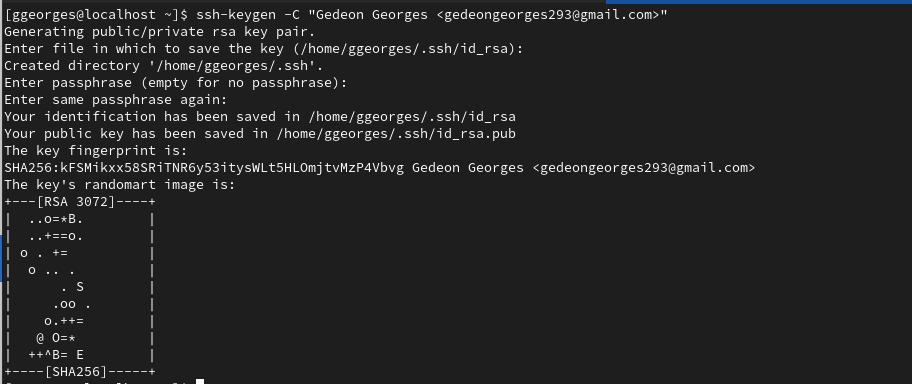 [ggeorges@localhost ~]$ ssh-keygen -C "Gedeon Georges <gedeongeorges293@gmail.com>"
Generating public/private rsa key pair.
Enter file in which to save the key (/home/ggeorges/.ssh/id_rsa):
Created directory '/home/ggeorges/.ssh'.
Enter passphrase (empty for no passphrase):
Enter same passphrase again:
Your identification has been saved in /home/ggeorges/.ssh/id_rsa
Your public key has been saved in /home/ggeorges/.ssh/id_rsa.pub
The key fingerprint is:
SHA256:kFSMikxx58SRiTNR6y53itysWLt5HLOmjtvMzP4Vbvg Gedeon Georges <gedeongeorges293@gmail.com>
The key's randomart image is:
+---[RSA 3072]----+
|  ..o=*B.        |
|  ..+==o.        |
| o . +=          |
|  o .. .         |
|      . S        |
|     .oo .       |
|    o.++=        |
|   @ O=*         |
|  ++^B= E        |
+----[SHA256]-----+